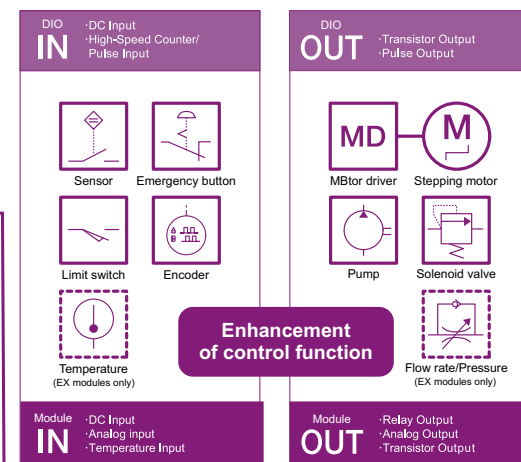 DIO
IN
·DC Input
·High-Speed Counter/
Pulse Input
Sensor
Emergency button
Limit switch
A
B
Encoder
Temperature
(EX modules only)
Module
IN
·DC Input
·Analog input
·Temperature Input
Enhancement
of control function
DIO
OUT
·Transistor Output
·Pulse Output
MD
M
MBtor driver
Stepping motor
Pump
Solenoid valve
Flow rate/Pressure
(EX modules only)
Module
OUT
·Relay Output
·Analog Output
·Transistor Output